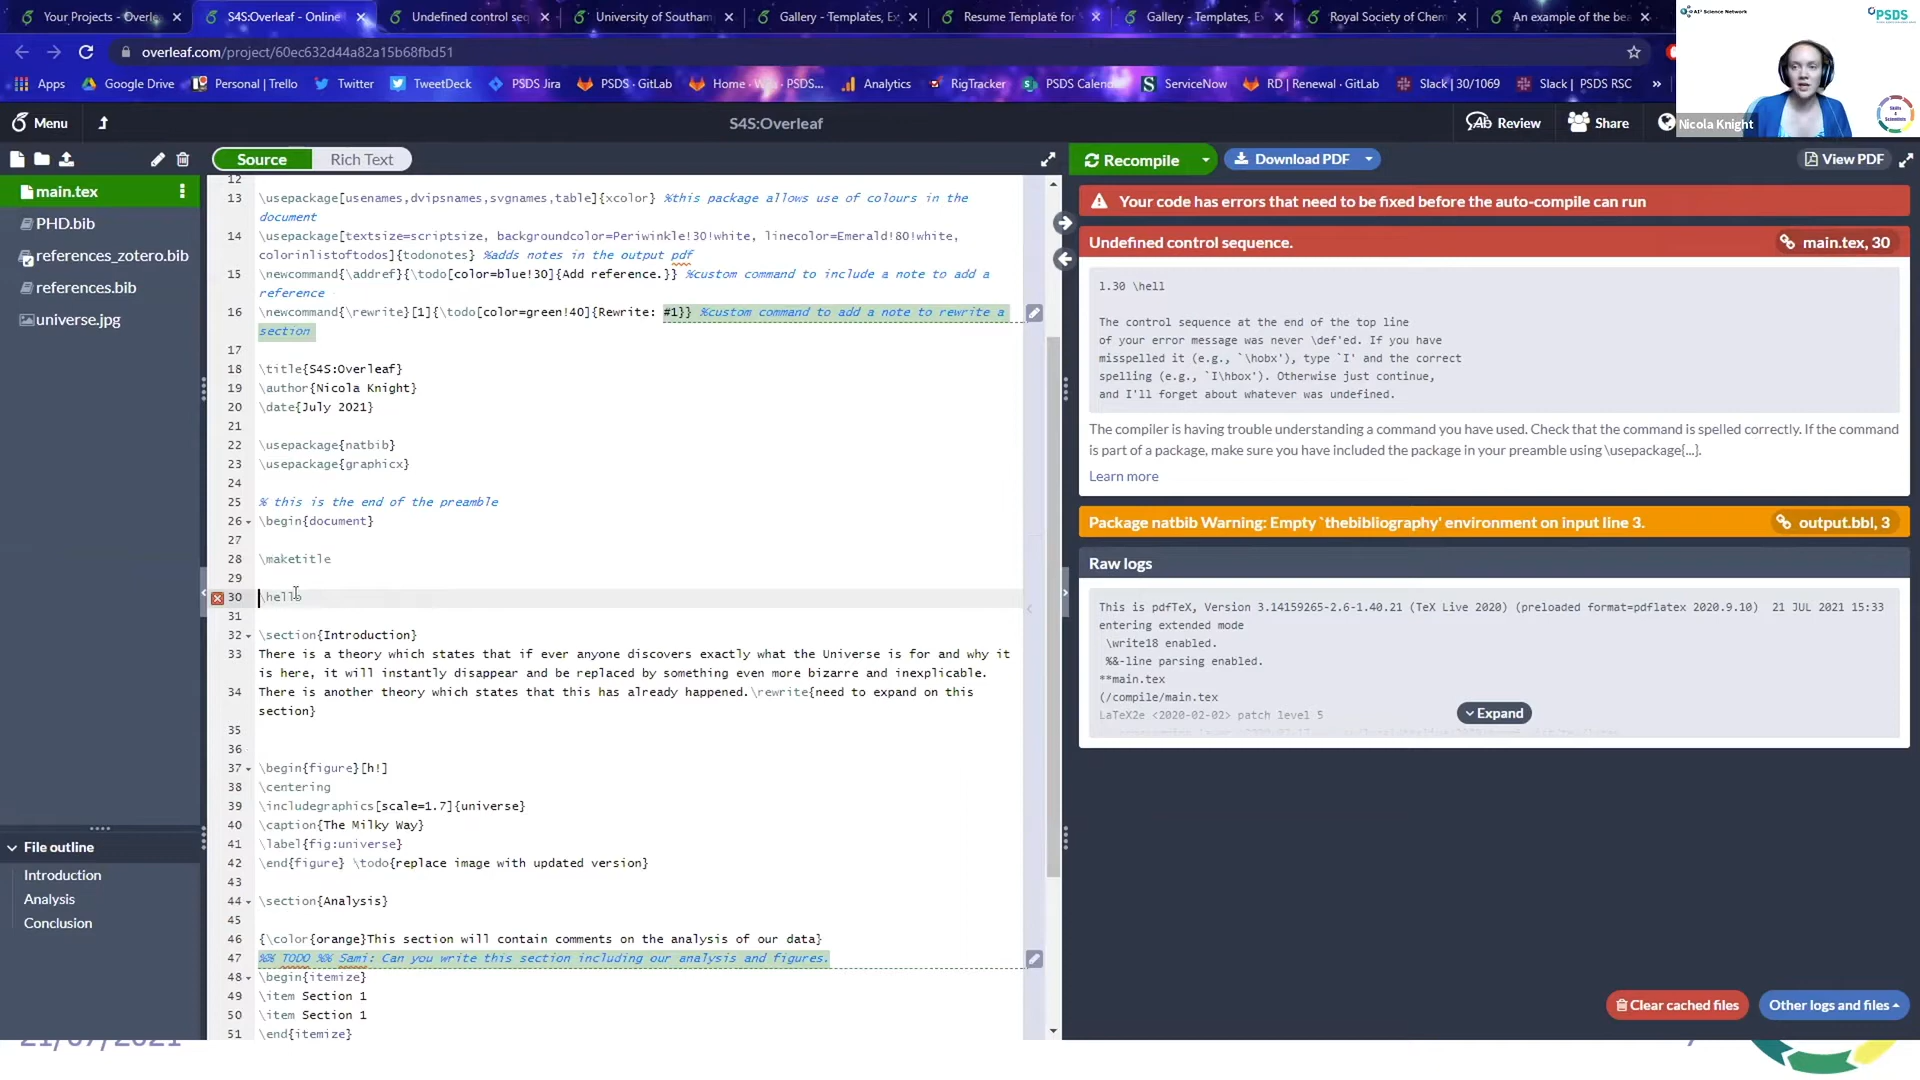 Your Projects - Overle
S4S:Overleaf - Online
Undefined control seq
University of Southam
Gallery - Templates, Ex
Resume Template for
Gallery - Templates, Ex
Royal Society of Chem
An example of the bea
overleaf.com/project/60ec632d44a82a15b68fbd51
Apps
Google Drive
Personal | Trello
Twitter
TweetDeck
PSDS Jira
PSDS · GitLab
Home · Wiki · PSDS...
Analytics
RigTracker
PSDS Calenda
ServiceNow
RD | Renewal · GitLab
Slack | 30/1069
Slack | PSDS RSC
»
AI³ Science Network
PSDS
Nicola Knight
Menu
S4S:Overleaf
Review
Share
Source
Rich Text
Recompile
Download PDF
View PDF
main.tex
PHD.bib
references_zotero.bib
references.bib
universe.jpg
File outline
Introduction
Analysis
Conclusion
12
13 \usepackage[usenames,dvipsnames,svgnames,table]{xcolor} %this package allows use of colours in the
document
14 \usepackage[textsize=scriptsize, backgroundcolor=Periwinkle!30!white, linecolor=Emerald!80!white,
colorinlistoftodos]{todonotes} %adds notes in the output pdf
15 \newcommand{\addref}{\todo[color=blue!30]{Add reference.}} %custom command to include a note to add a
reference
16 \newcommand{\rewrite}[1]{\todo[color=green!40]{Rewrite: #1}} %custom command to add a note to rewrite a
section
17
18 \title{S4S:Overleaf}
19 \author{Nicola Knight}
20 \date{July 2021}
21
22 \usepackage{natbib}
23 \usepackage{graphicx}
24
25 % this is the end of the preamble
26 \begin{document}
27
28 \maketitle
29
30 \hello
31
32 \section{Introduction}
33 There is a theory which states that if ever anyone discovers exactly what the Universe is for and why it
is here, it will instantly disappear and be replaced by something even more bizarre and inexplicable.
34 There is another theory which states that this has already happened.\rewrite{need to expand on this
section}
35
36
37 \begin{figure}[h!]
38 \centering
39 \includegraphics[scale=1.7]{universe}
40 \caption{The Milky Way}
41 \label{fig:universe}
42 \end{figure} \todo{replace image with updated version}
43
44 \section{Analysis}
45
46 {\color{orange}This section will contain comments on the analysis of our data}
47 %% TODO %% Sami: Can you write this section including our analysis and figures.
48 \begin{itemize}
49 \item Section 1
50 \item Section 1
51 \end{itemize}
Your code has errors that need to be fixed before the auto-compile can run
Undefined control sequence.
main.tex, 30
l.30 \hell
The control sequence at the end of the top line
of your error message was never \def'ed. If you have
misspelled it (e.g., `\hobx'), type `I' and the correct
spelling (e.g., `I\hbox'). Otherwise just continue,
and I'll forget about whatever was undefined.
The compiler is having trouble understanding a command you have used. Check that the command is spelled correctly. If the command
is part of a package, make sure you have included the package in your preamble using \usepackage{...}.
Learn more
Package natbib Warning: Empty `thebibliography' environment on input line 3.
output.bbl, 3
Raw logs
This is pdfTeX, Version 3.14159265-2.6-1.40.21 (TeX Live 2020) (preloaded format=pdflatex 2020.9.10) 21 JUL 2021 15:33
entering extended mode
\write18 enabled.
%&-line parsing enabled.
**main.tex
(/compile/main.tex
LaTeX2e <2020-02-02> patch level 5
Expand
Clear cached files
Other logs and files
21/07/2021